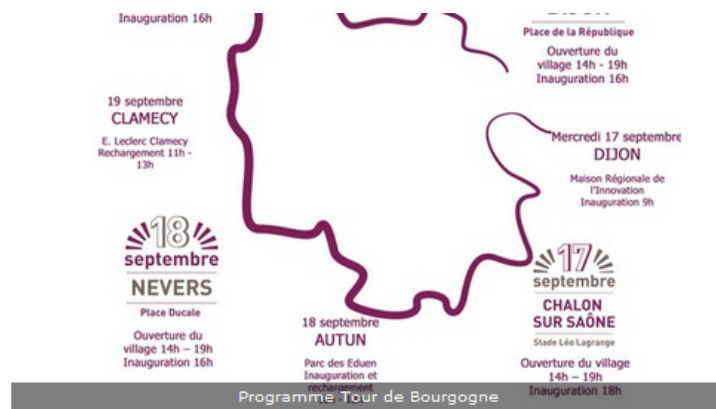 Inauguration 16h
Place de la République
Ouverture du
village 14h - 19h
Inauguration 16h
19 septembre
CLAMECY
E. Leclerc Clamecy
Rechargement 11h -
13h
Mercredi 17 septembre
DIJON
Maison Régionale de
l'Innovation
Inauguration 9h
18
septembre
NEVERS
Place Ducale
Ouverture du
village 14h – 19h
Inauguration 16h
17
septembre
CHALON
SUR SAÔNE
Stade Léo Lagrange
Ouverture du village
14h – 19h
Inauguration 18h
18 septembre
AUTUN
Parc des Eduen
Inauguration et
rechargement
Programme Tour de Bourgogne